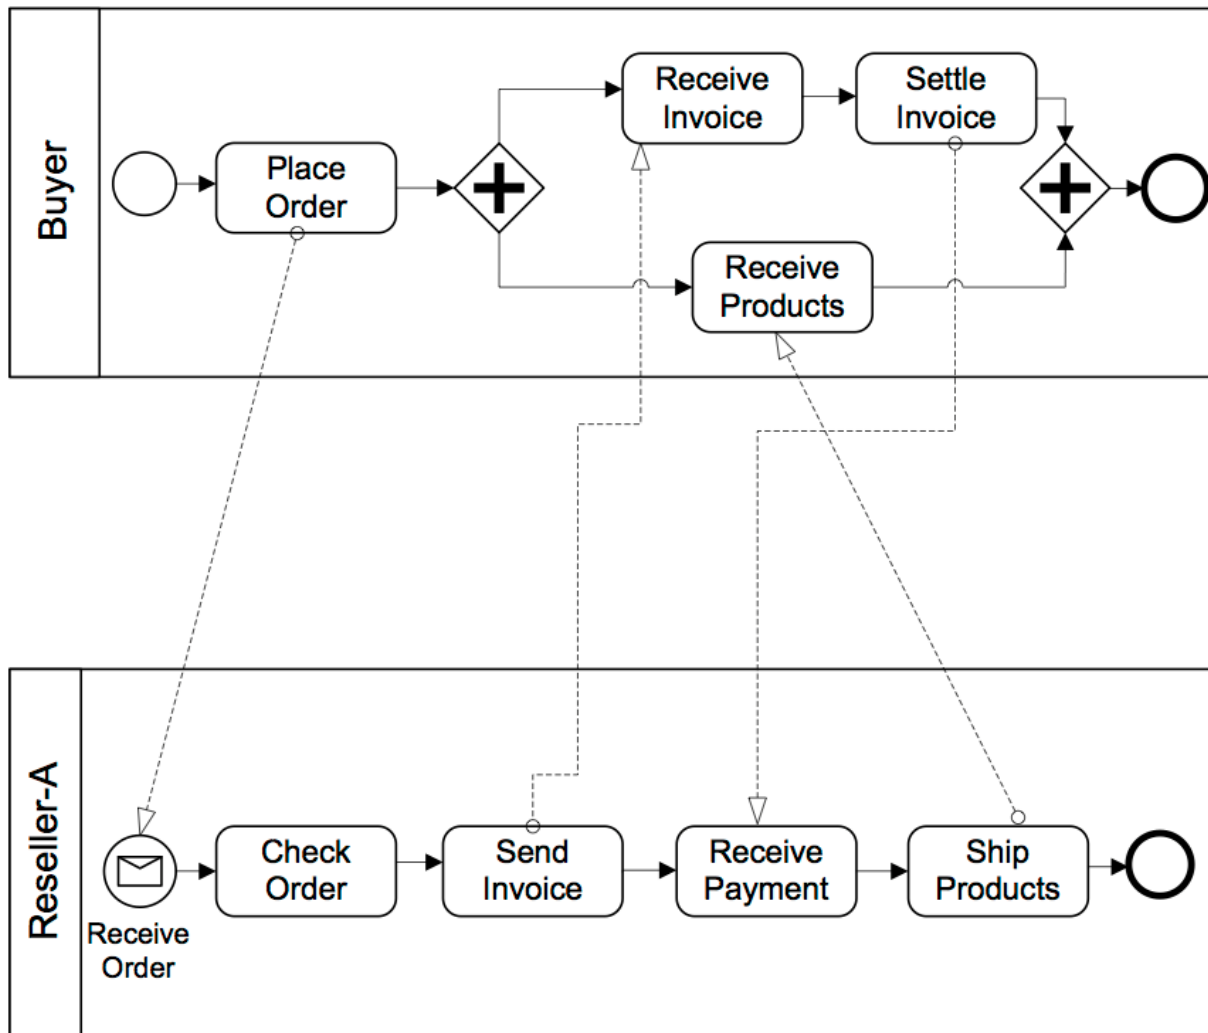 Buyer
Place
Order
Receive
Invoice
Settle
Invoice
Receive
Products
Reseller-A
Receive
Order
Check
Order
Send
Invoice
Receive
Payment
Ship
Products